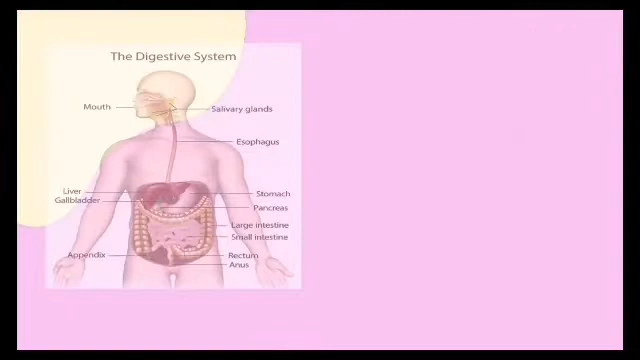 The Digestive System
Mouth
Salivary glands
Esophagus
Liver
Gallbladder
Stomach
Pancreas
Large intestine
Small intestine
Appendix
Rectum
Anus